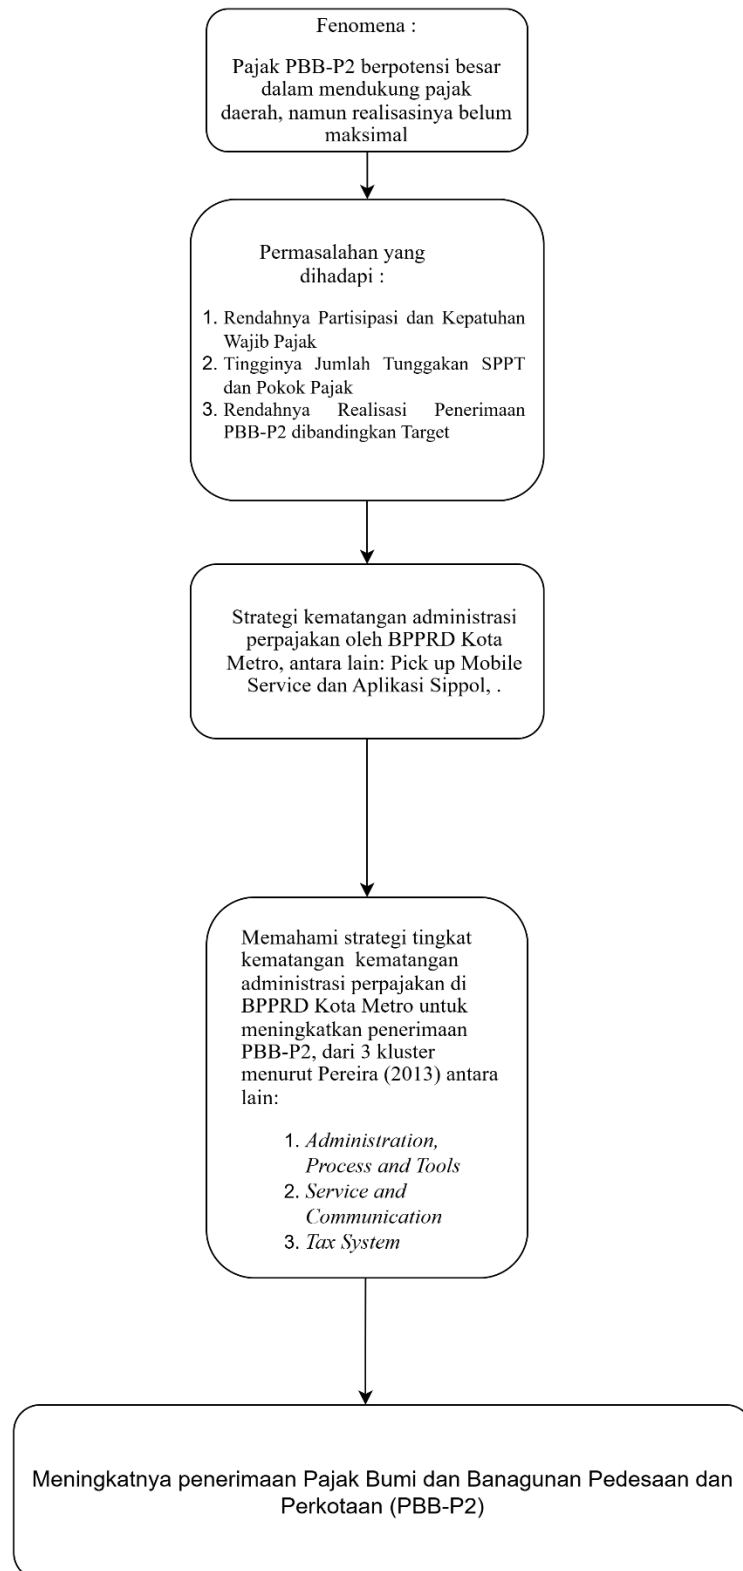 Fenomena :
Pajak PBB-P2 berpotensi besar
dalam mendukung pajak
daerah, namun realisasinya belum
maksimal
Permasalahan yang
dihadapi :
1. Rendahnya Partisipasi dan Kepatuhan
Wajib Pajak
2. Tingginya Jumlah Tunggakan SPPT
dan Pokok Pajak
3. Rendahnya Realisasi Penerimaan
PBB-P2 dibandingkan Target
Strategi kematangan administrasi
perpajakan oleh BPPRD Kota
Metro, antara lain: Pick up Mobile
Service dan Aplikasi Sippol, .
Memahami strategi tingkat
kematangan kematangan
administrasi perpajakan di
BPPRD Kota Metro untuk
meningkatkan penerimaan
PBB-P2, dari 3 kluster
menurut Pereira (2013) antara
lain:
1. Administration,
Process and Tools
2. Service and
Communication
3. Tax System
Meningkatnya penerimaan Pajak Bumi dan Banagunan Pedesaan dan
Perkotaan (PBB-P2)